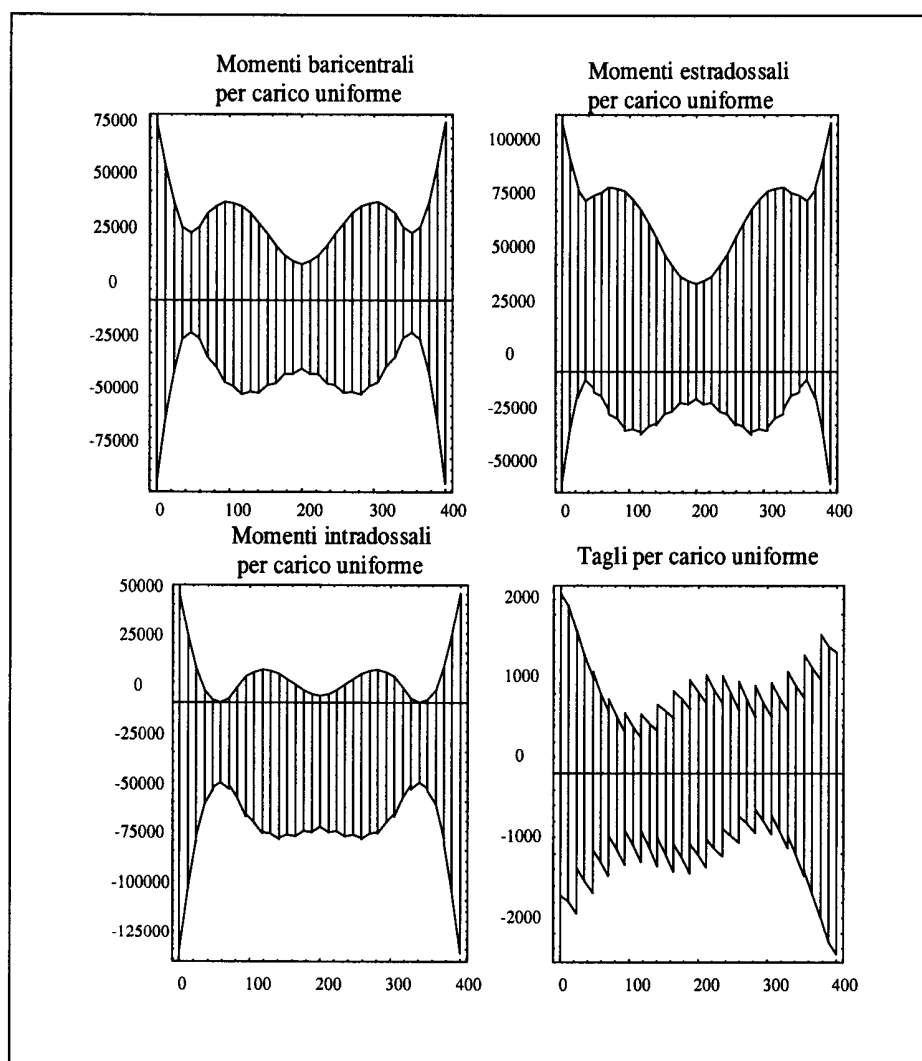 Momenti baricentrali
per carico uniforme
75000
50000
25000
0
-25000
-50000
-75000
0 100 200 300 400
Momenti estradossali
per carico uniforme
100000
75000
50000
25000
0
-25000
-50000
0 100 200 300 400
Momenti intradossali
per carico uniforme
50000
25000
0
-25000
-50000
-75000
-100000
-125000
0 100 200 300 400
Tagli per carico uniforme
2000
1000
0
-1000
-2000
0 100 200 300 400